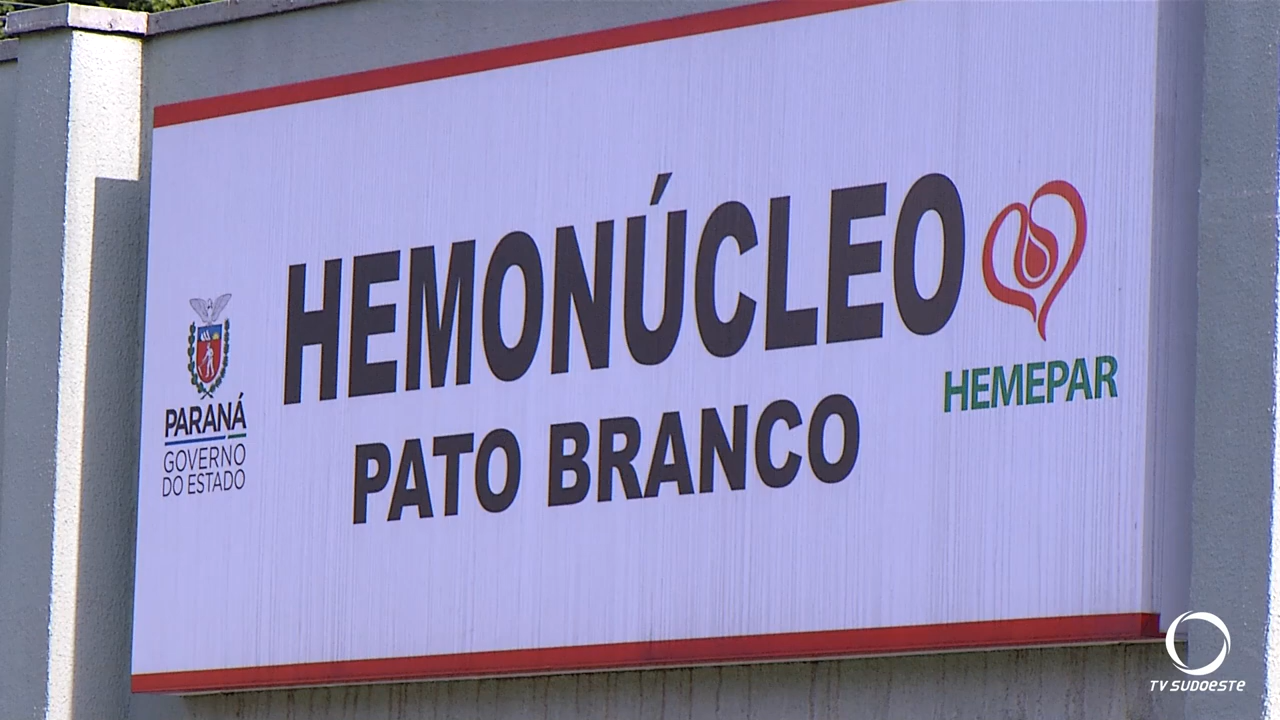 HEMONÚCLEO
PATO BRANCO
PARANÁ
GOVERNO
DO ESTADO
HEMEPAR
TV SUDOESTE